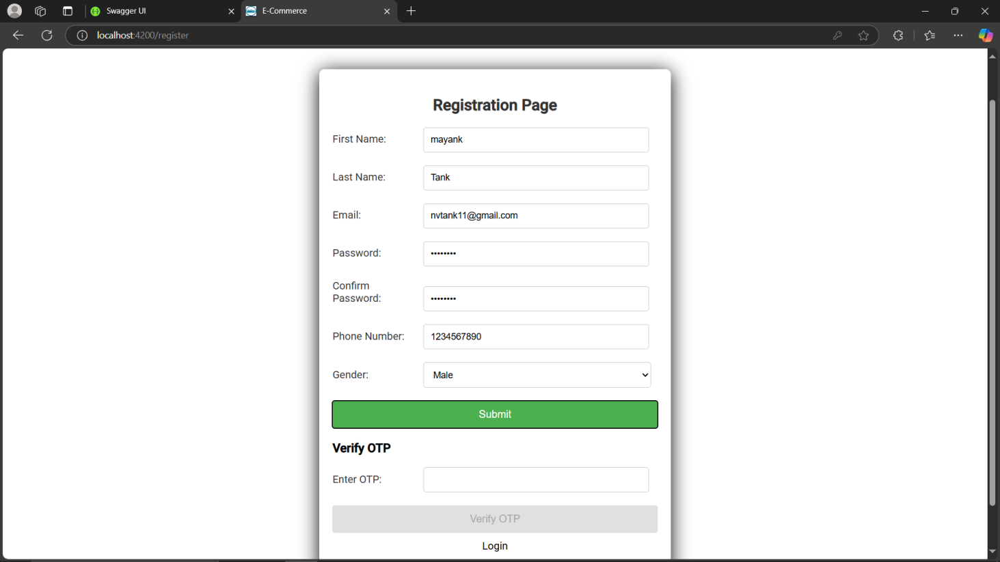 Swagger UI
E-Commerce
localhost:4200/register
Registration Page
First Name:
mayank
Last Name:
Tank
Email:
nvtank11@gmail.com
Password:
••••••••
Confirm
Password:
••••••••
Phone Number:
1234567890
Gender:
Male
Submit
Verify OTP
Enter OTP:
Verify OTP
Login